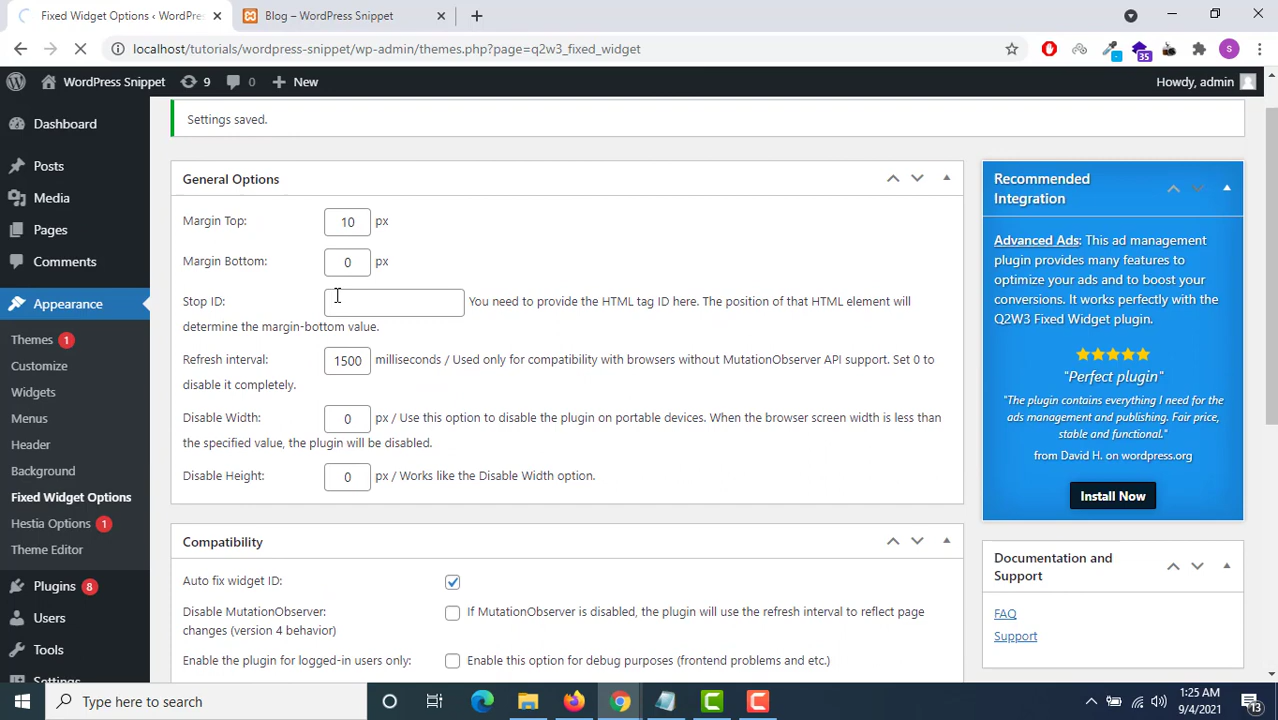 Fixed Widget Options ‹ WordPre:
Blog – WordPress Snippet
localhost/tutorials/wordpress-snippet/wp-admin/themes.php?page=q2w3_fixed_widget
35
S
WordPress Snippet
9
0
New
Howdy, admin
Dashboard
Posts
Media
Pages
Comments
Appearance
Themes 1
Customize
Widgets
Menus
Header
Background
Fixed Widget Options
Hestia Options 1
Theme Editor
Plugins 8
Users
Tools
Settings
Settings saved.
General Options
Margin Top: 10 px
Margin Bottom: 0 px
Stop ID: You need to provide the HTML tag ID here. The position of that HTML element will
determine the margin-bottom value.
Refresh interval: 1500 milliseconds / Used only for compatibility with browsers without MutationObserver API support. Set 0 to
disable it completely.
Disable Width: 0 px / Use this option to disable the plugin on portable devices. When the browser screen width is less than
the specified value, the plugin will be disabled.
Disable Height: 0 px / Works like the Disable Width option.
Compatibility
Auto fix widget ID:
Disable MutationObserver: If MutationObserver is disabled, the plugin will use the refresh interval to reflect page
changes (version 4 behavior)
Enable the plugin for logged-in users only: Enable this option for debug purposes (frontend problems and etc.)
Recommended
Integration
Advanced Ads: This ad management
plugin provides many features to
optimize your ads and to boost your
conversions. It works perfectly with the
Q2W3 Fixed Widget plugin.
"Perfect plugin"
"The plugin contains everything I need for the
ads management and publishing. Fair price,
stable and functional."
from David H. on wordpress.org
Install Now
Documentation and
Support
FAQ
Support
Type here to search
1:25 AM
9/4/2021
13